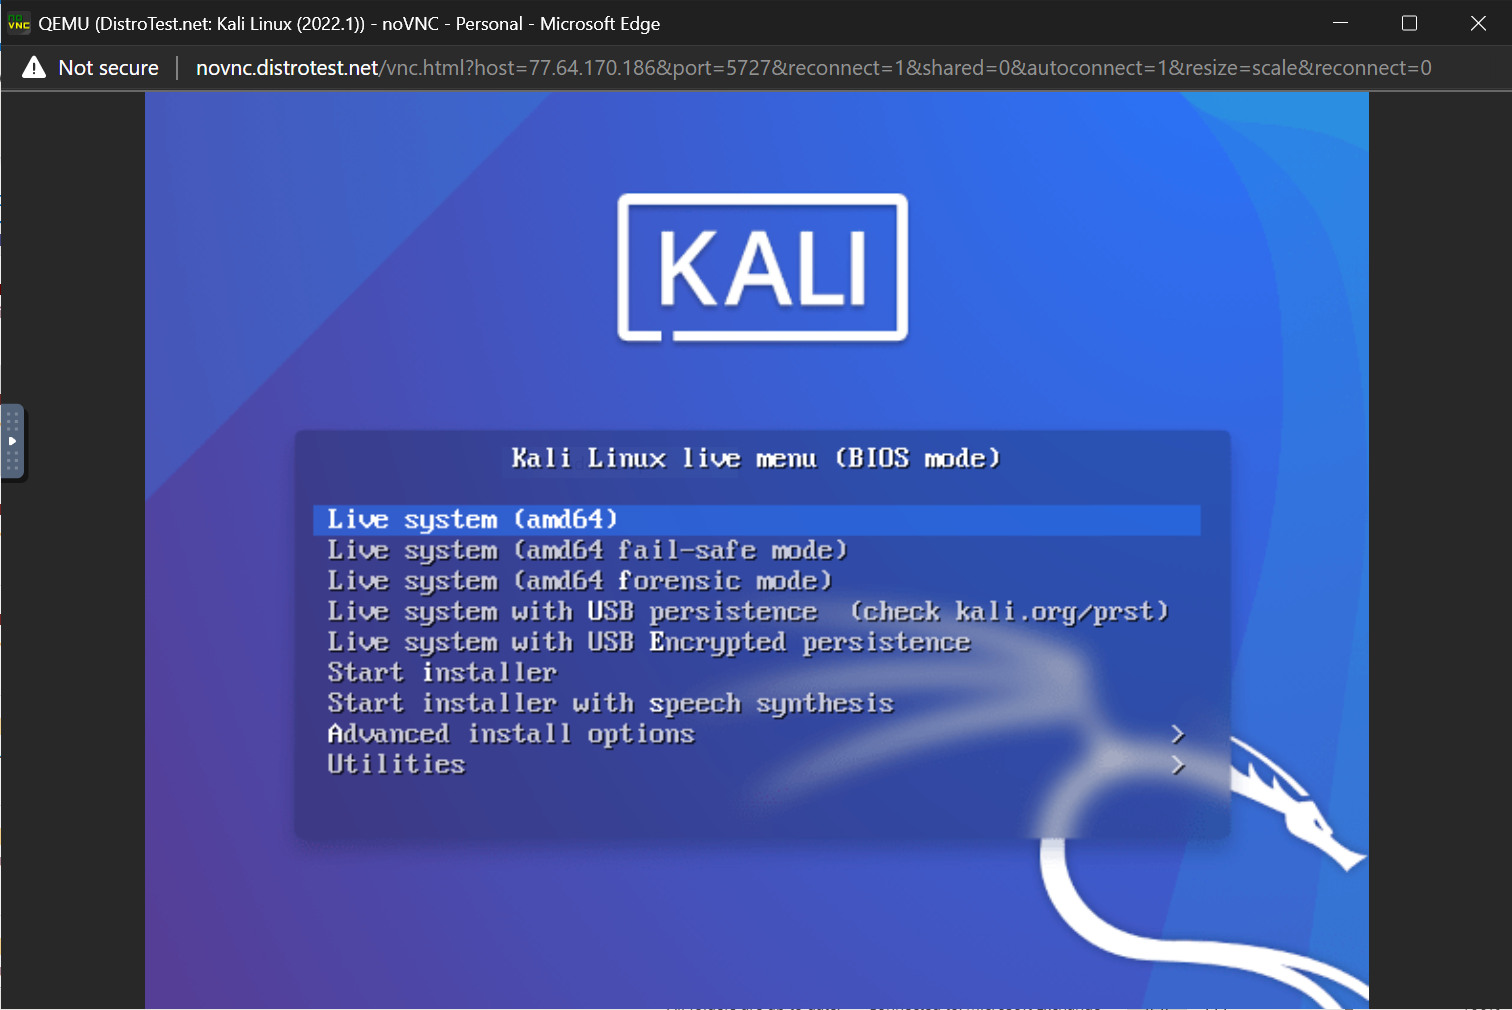 QEMU (DistroTest.net: Kali Linux (2022.1)) - noVNC - Personal - Microsoft Edge
Not secure novnc.distrotest.net/vnc.html?host=77.64.170.186&port=5727&reconnect=1&shared=0&autoconnect=1&resize=scale&reconnect=0
KALI
Kali Linux live menu (BIOS mode)
Live system (amd64)
Live system (amd64 fail-safe mode)
Live system (amd64 forensic mode)
Live system with USB persistence (check kali.org/prst)
Live system with USB Encrypted persistence
Start installer
Start installer with speech synthesis
Advanced install options >
Utilities >